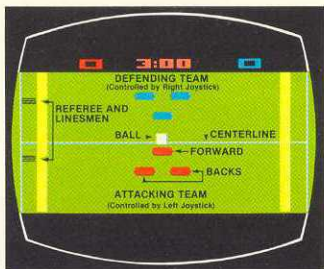 3:00
DEFENDING TEAM
(Controlled by Right Joystick)
REFEREE AND
LINESMEN
BALL
CENTERLINE
FORWARD
BACKS
ATTACKING TEAM
(Controlled by Left Joystick)